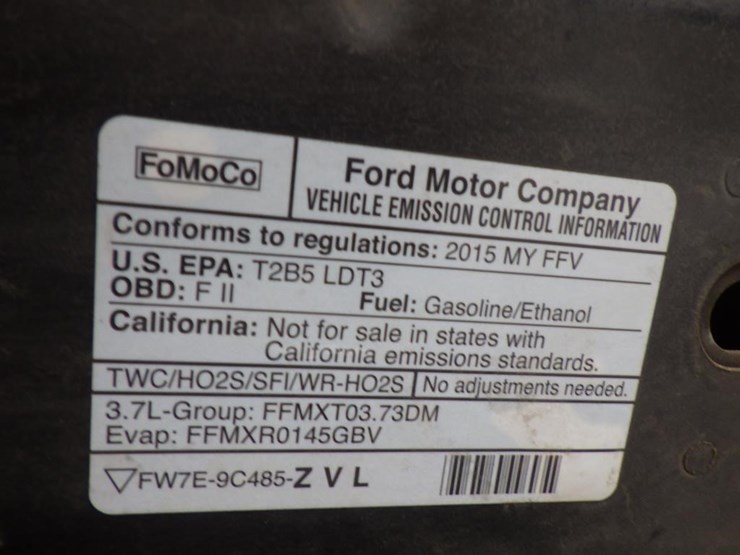 FoMoCo
Ford Motor Company
VEHICLE EMISSION CONTROL INFORMATION
Conforms to regulations: 2015 MY FFV
U.S. EPA: T2B5 LDT3
OBD: F II Fuel: Gasoline/Ethanol
California: Not for sale in states with
California emissions standards.
TWC/HO2S/SFI/WR-HO2S No adjustments needed.
3.7L-Group: FFMXT03.73DM
Evap: FFMXR0145GBV
▽FW7E-9C485-Z V L